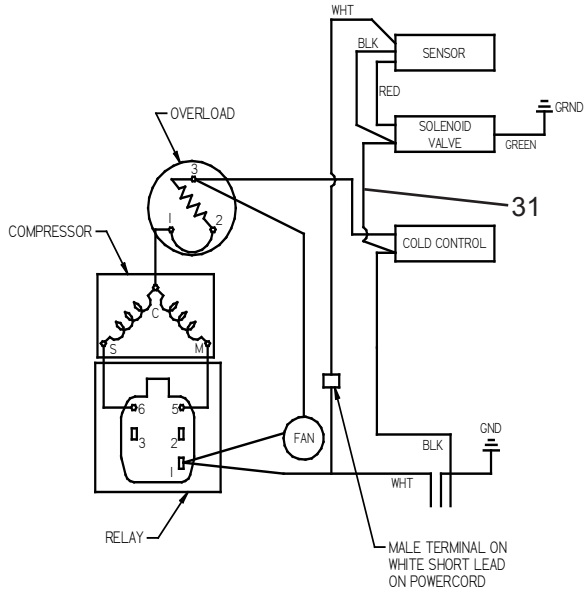 WHT
BLK
SENSOR
RED
GRND
OVERLOAD
SOLENOID
VALVE
GREEN
3
31
1
2
COMPRESSOR
COLD CONTROL
C
S
M
6
5
3
2
1
FAN
GND
BLK
WHT
RELAY
MALE TERMINAL ON
WHITE SHORT LEAD
ON POWERCORD